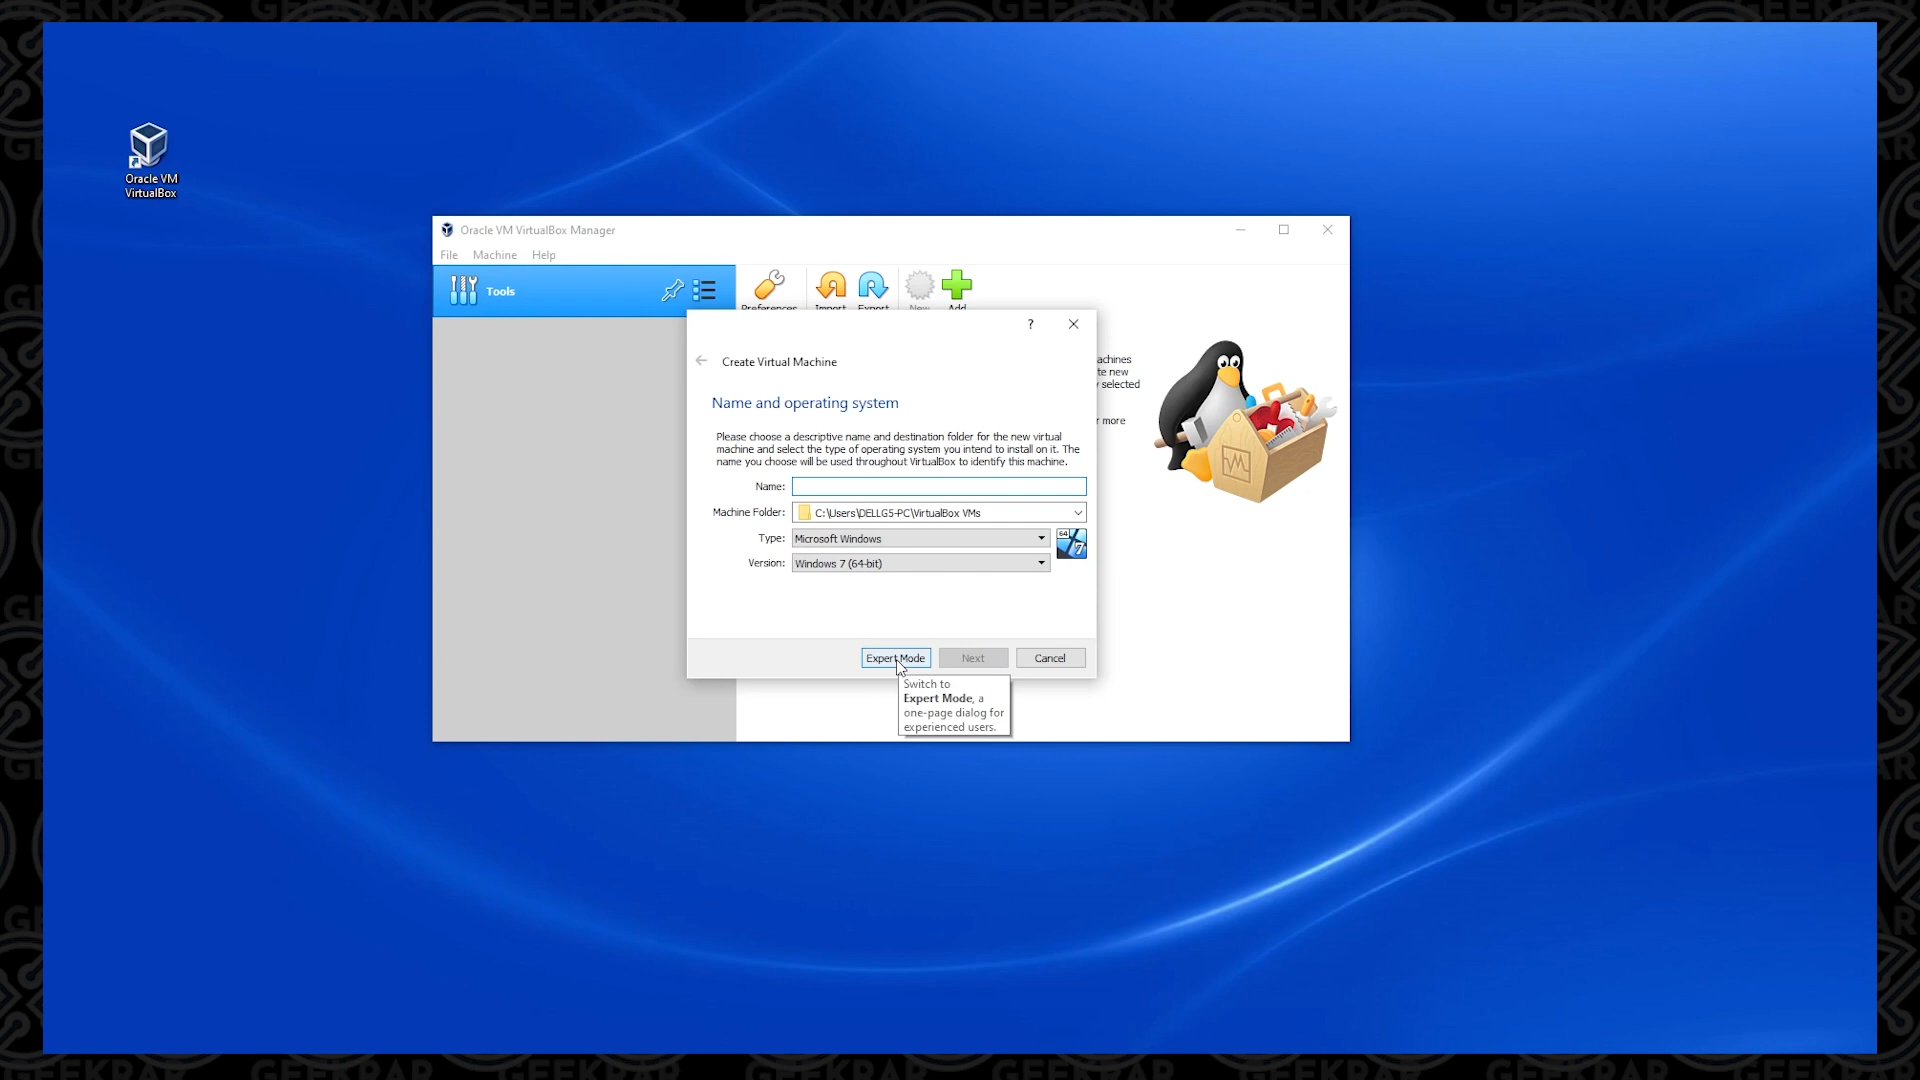 GEEKRAR
Oracle VM
VirtualBox
Oracle VM VirtualBox Manager
File Machine Help
Tools
Preferences Import Export New Add
achines
te new
selected
r more
Create Virtual Machine
Name and operating system
Please choose a descriptive name and destination folder for the new virtual
machine and select the type of operating system you intend to install on it. The
name you choose will be used throughout VirtualBox to identify this machine.
Name:
Machine Folder: C:\Users\DELLG5-PC\VirtualBox VMs
Type: Microsoft Windows
64
7
Version: Windows 7 (64-bit)
Expert Mode Next Cancel
Switch to
Expert Mode, a
one-page dialog for
experienced users.